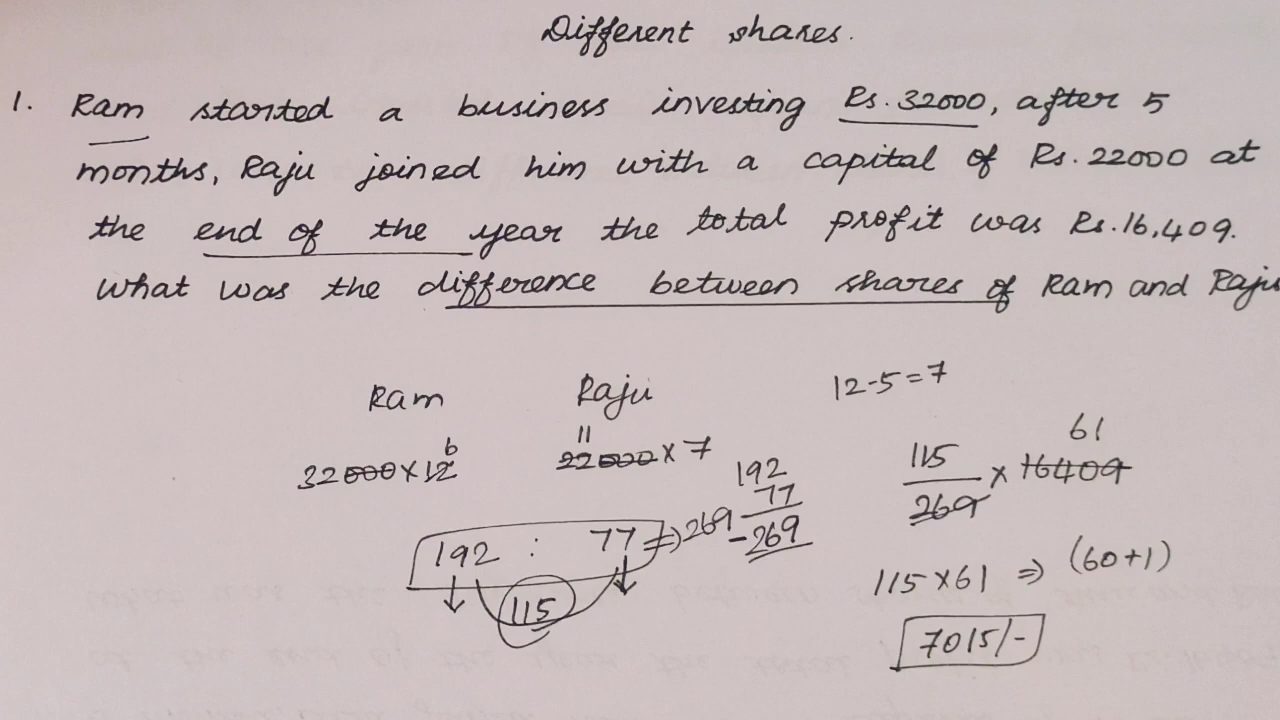 Different shares.
1. Ram started a business investing Rs. 32000, after 5
months, Raju joined him with a capital of Rs. 22000 at
the end of the year the total profit was Rs. 16,409.
What was the difference between shares of Ram and Raju
Ram Raju 12-5=7
6 11 61
32000 x 12 22000 x 7 192 115 x 16409
77 269
192 : 77 => 269 - 269
115 115 x 61 => (60+1)
7015/-